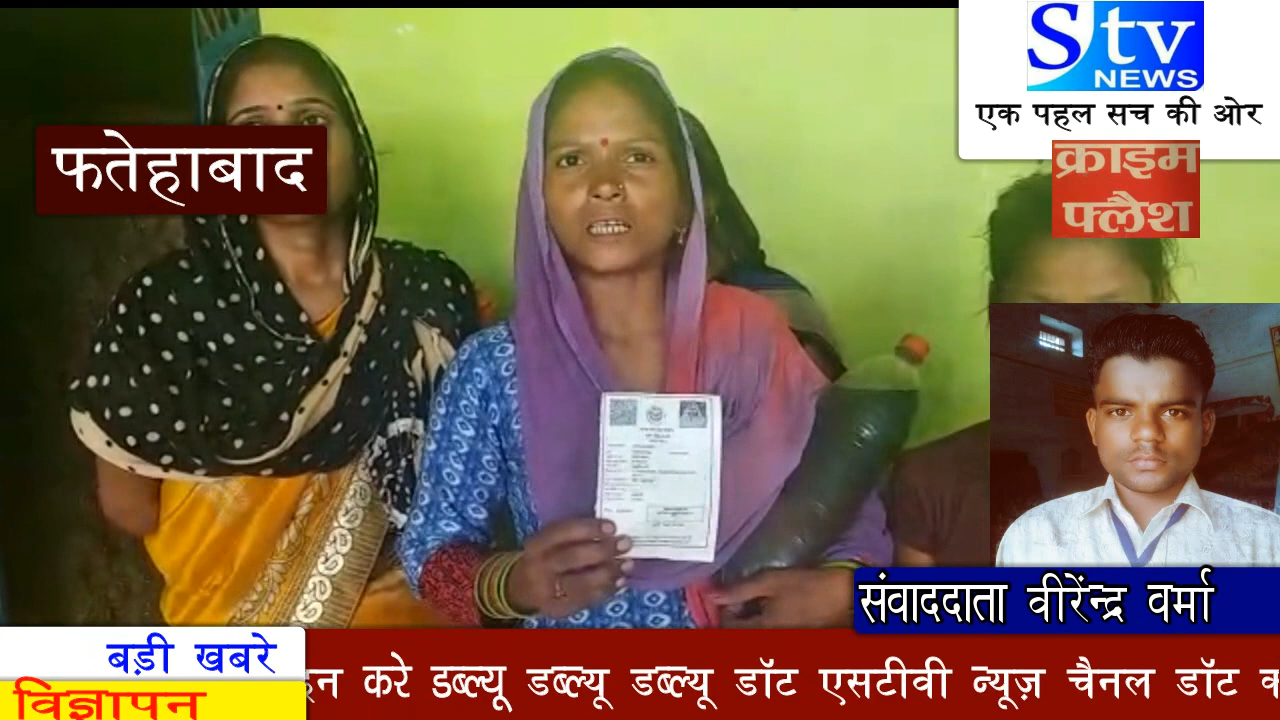 Stv
NEWS
एक पहल सच की ओर
क्राइम
फ्लैश
फतेहाबाद
संवाददाता वीरेंन्द्र वर्मा
बड़ी खबरे
विज्ञापन
करे डब्ल्यू डब्ल्यू डब्ल्यू डॉट एसटीवी न्यूज़ चैनल डॉट